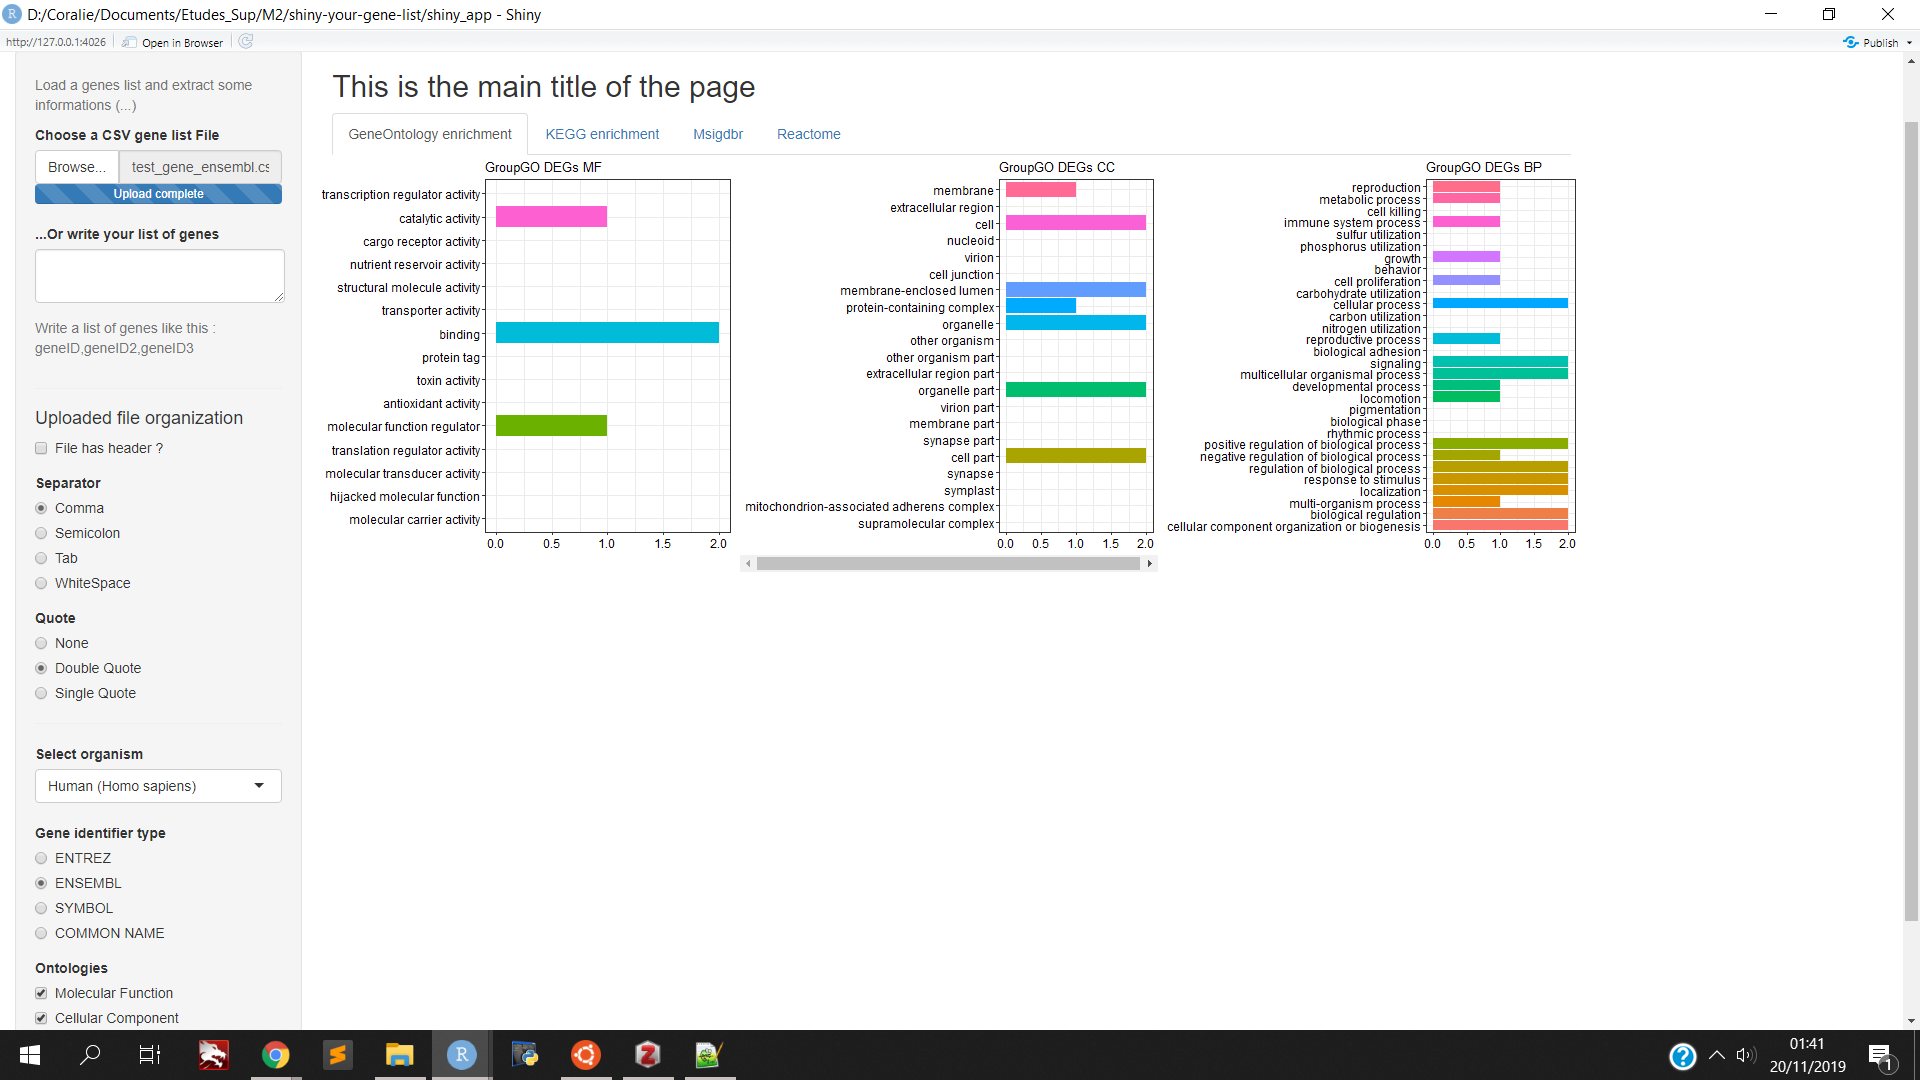 D:/Coralie/Documents/Etudes_Sup/M2/shiny-your-gene-list/shiny_app - Shiny
http://127.0.0.1:4026
Open in Browser
Publish
Load a genes list and extract some
informations (...)
Choose a CSV gene list File
Browse...
test_gene_ensembl.cs
Upload complete
...Or write your list of genes
Write a list of genes like this :
geneID,geneID2,geneID3
Uploaded file organization
File has header ?
Separator
Comma
Semicolon
Tab
WhiteSpace
Quote
None
Double Quote
Single Quote
Select organism
Human (Homo sapiens)
Gene identifier type
ENTREZ
ENSEMBL
SYMBOL
COMMON NAME
Ontologies
Molecular Function
Cellular Component
This is the main title of the page
GeneOntology enrichment
KEGG enrichment
Msigdbr
Reactome
GroupGO DEGs MF
transcription regulator activity
catalytic activity
cargo receptor activity
nutrient reservoir activity
structural molecule activity
transporter activity
binding
protein tag
toxin activity
antioxidant activity
molecular function regulator
translation regulator activity
molecular transducer activity
hijacked molecular function
molecular carrier activity
0.0 0.5 1.0 1.5 2.0
GroupGO DEGs CC
membrane
extracellular region
cell
nucleoid
virion
cell junction
membrane-enclosed lumen
protein-containing complex
organelle
other organism
other organism part
extracellular region part
organelle part
virion part
membrane part
synapse part
cell part
synapse
symplast
mitochondrion-associated adherens complex
supramolecular complex
0.0 0.5 1.0 1.5 2.0
GroupGO DEGs BP
reproduction
metabolic process
cell killing
immune system process
sulfur utilization
phosphorus utilization
growth
behavior
cell proliferation
carbohydrate utilization
cellular process
carbon utilization
nitrogen utilization
reproductive process
biological adhesion
signaling
multicellular organismal process
developmental process
locomotion
pigmentation
biological phase
rhythmic process
positive regulation of biological process
negative regulation of biological process
regulation of biological process
response to stimulus
localization
multi-organism process
biological regulation
cellular component organization or biogenesis
0.0 0.5 1.0 1.5 2.0
01:41
20/11/2019
1